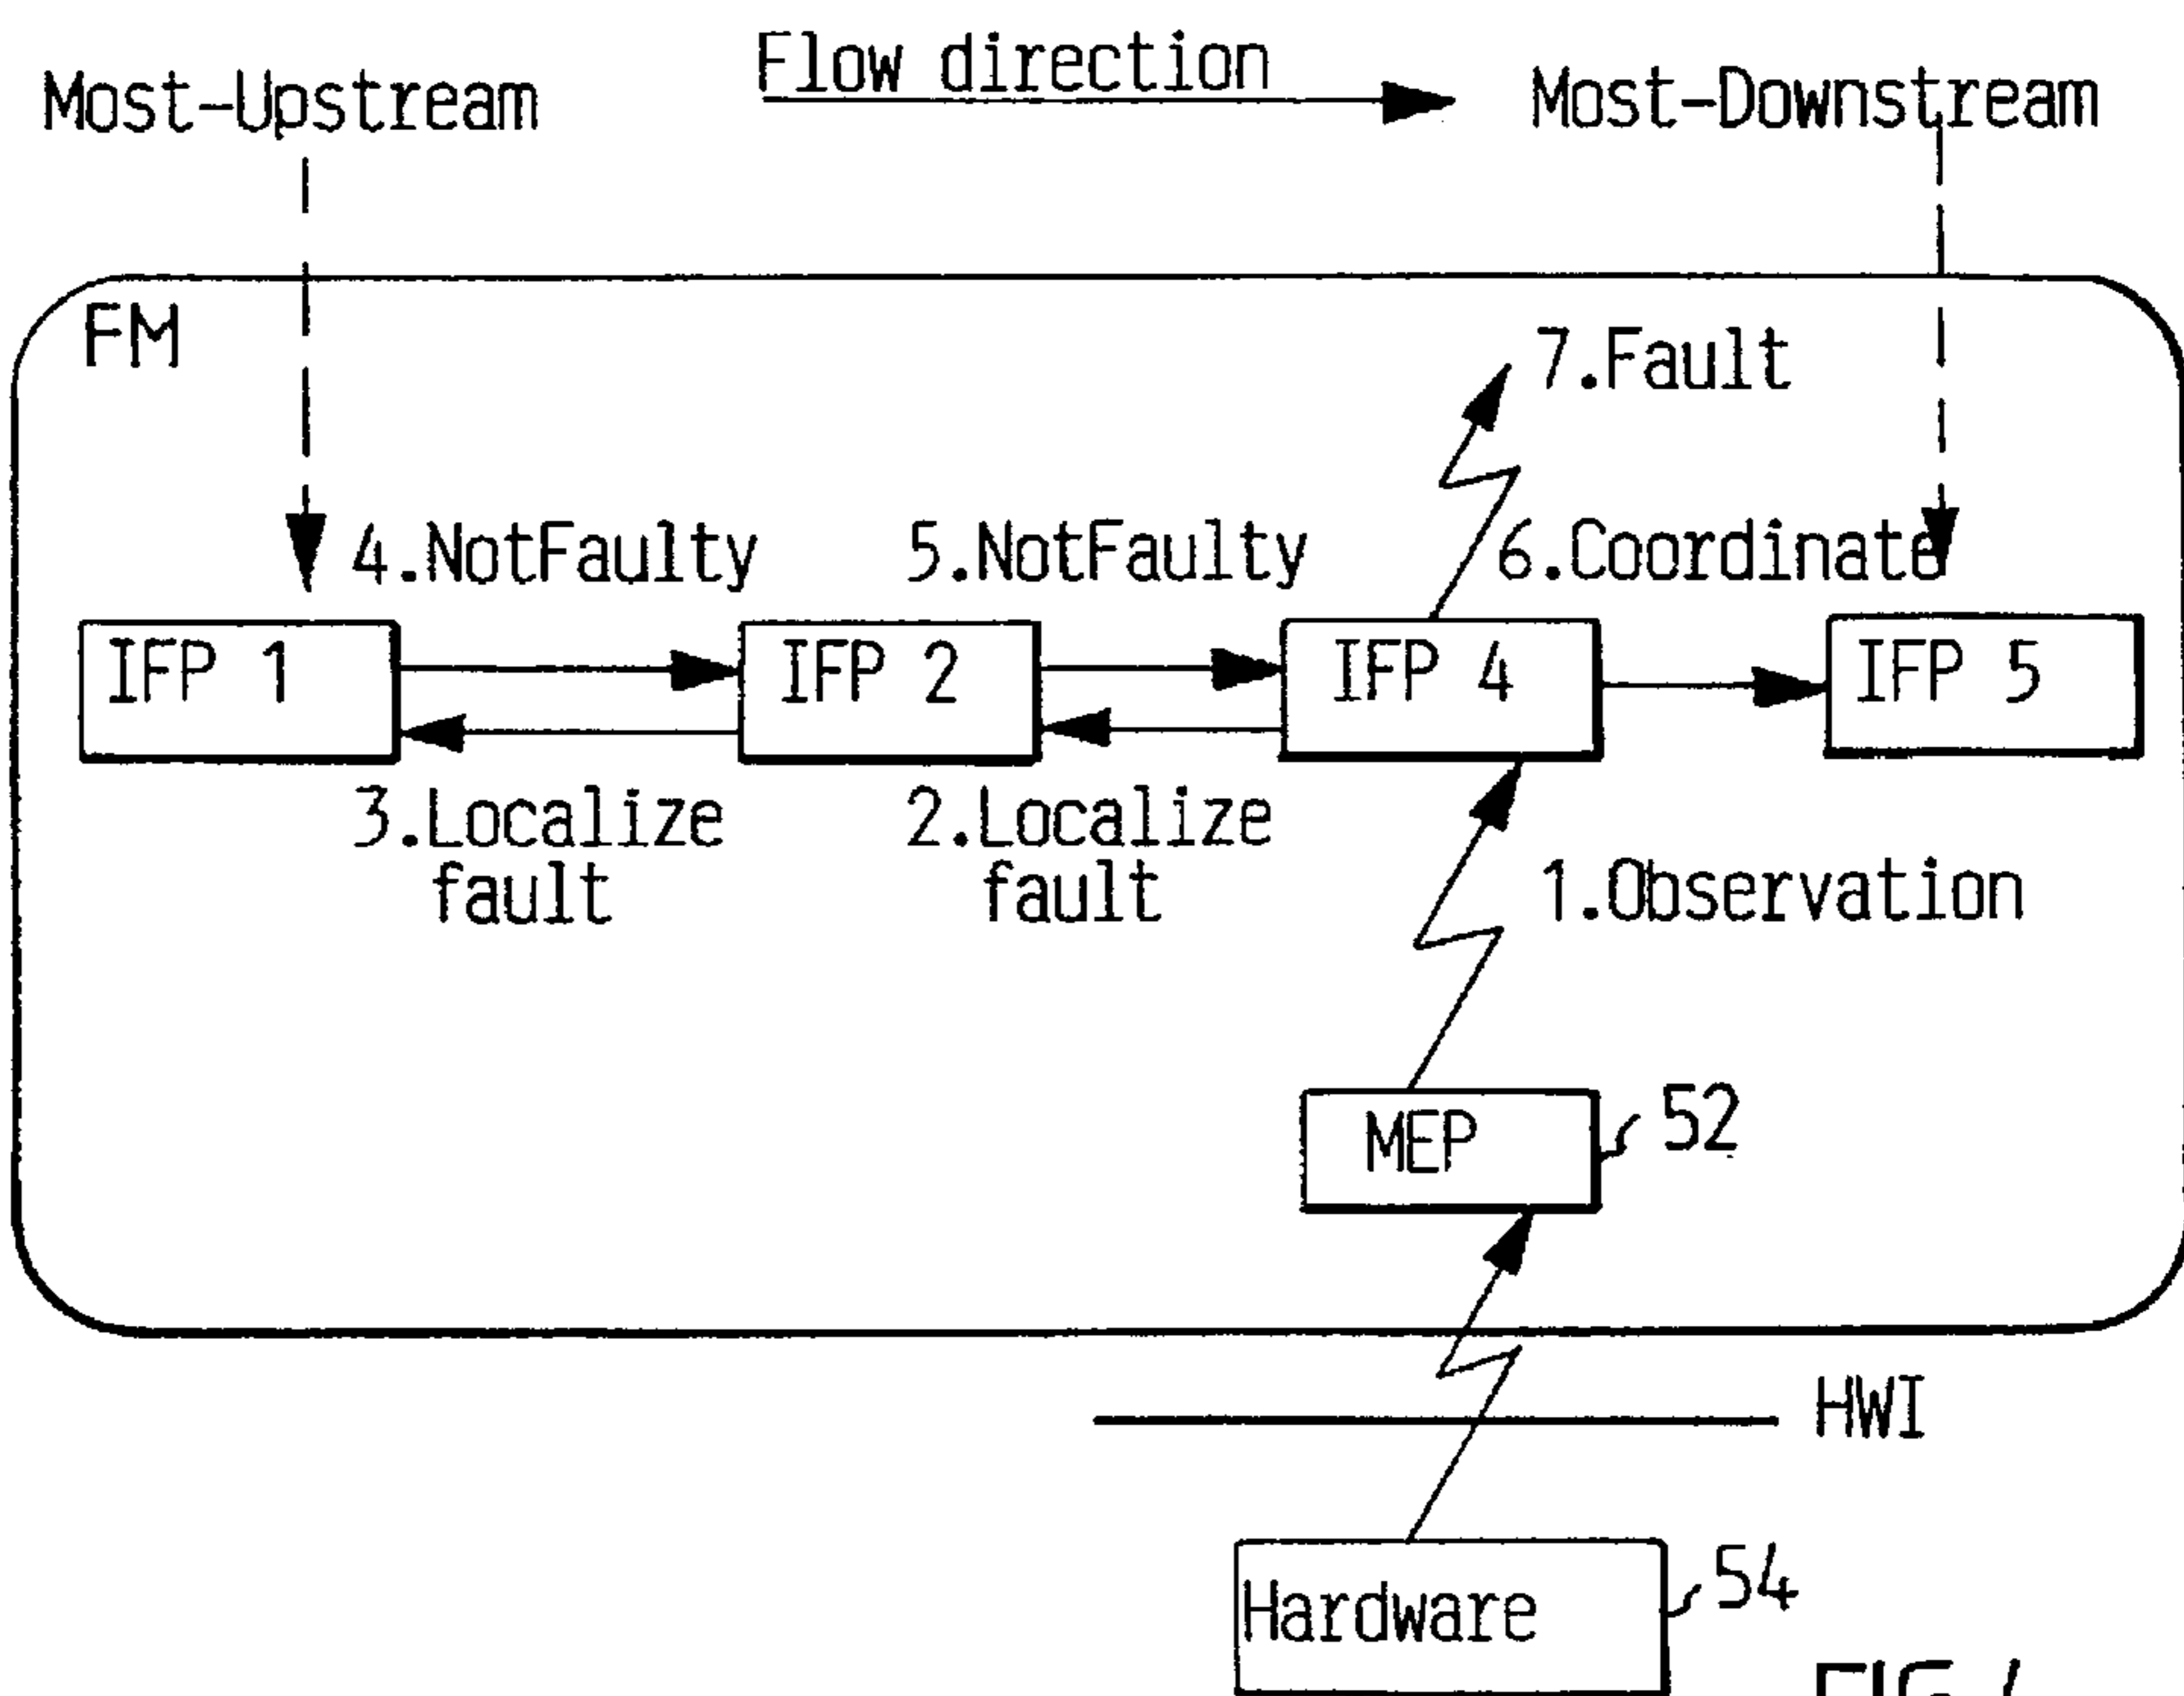 Flow direction
Most-Upstream
Most-Downstream
FM
7.Fault
4.NotFaulty
5.NotFaulty
6.Coordinate
IFP 1
IFP 2
IFP 4
IFP 5
3.Localize
fault
2.Localize
fault
1.Observation
MEP
52
HWI
Hardware
54